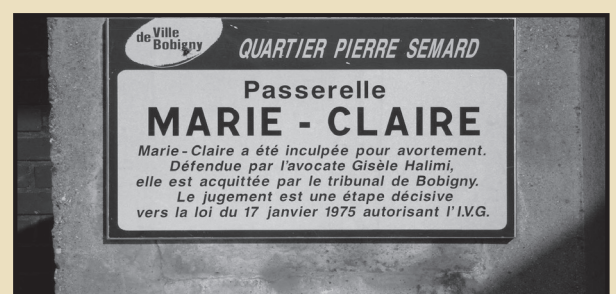 Ville
de Bobigny
QUARTIER PIERRE SEMARD
Passerelle
MARIE - CLAIRE
Marie-Claire a été inculpée pour avortement.
Défendue par l'avocate Gisèle Halimi,
elle est acquittée par le tribunal de Bobigny.
Le jugement est une étape décisive
vers la loi du 17 janvier 1975 autorisant l'I.V.G.